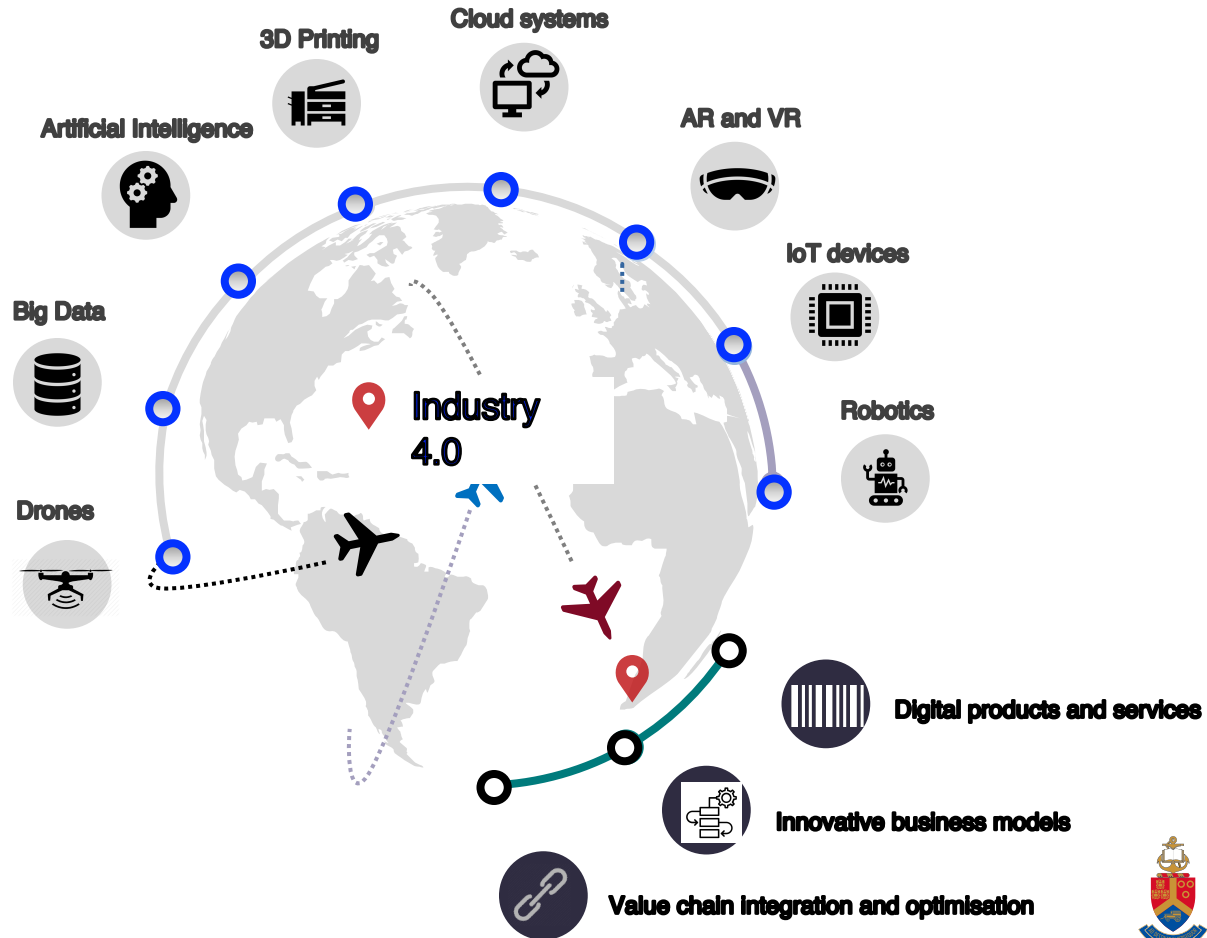 Cloud systems
3D Printing
Artificial Intelligence
AR and VR
IoT devices
Big Data
Industry
4.0
Robotics
Drones
Digital products and services
Innovative business models
Value chain integration and optimisation